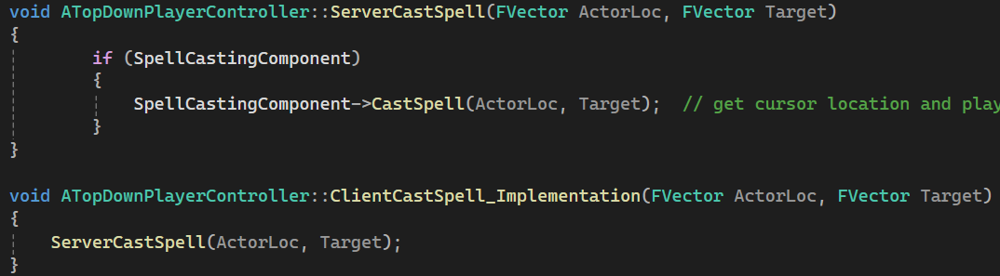 void ATopDownPlayerController::ServerCastSpell(FVector ActorLoc, FVector Target)
{
if (SpellCastingComponent)
{
SpellCastingComponent->CastSpell(ActorLoc, Target); // get cursor location and play
}
}
void ATopDownPlayerController::ClientCastSpell_Implementation(FVector ActorLoc, FVector Target)
{
ServerCastSpell(ActorLoc, Target);
}